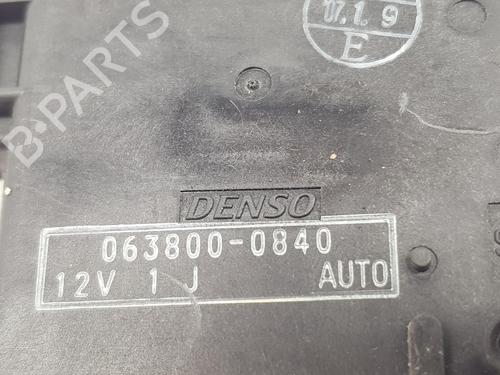 07.1.9
E
DENSO
063800-0840
12V 1 J AUTO
B-PARTS